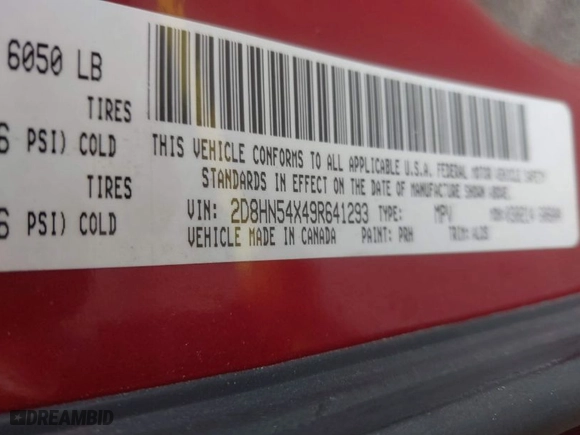 6050 LB
TIRES
PSI) COLD
TIRES
PSI) COLD
THIS VEHICLE CONFORMS TO ALL APPLICABLE U.S.A. FEDERAL MOTOR VEHICLE SAFETY
STANDARDS IN EFFECT ON THE DATE OF MANUFACTURE SHOWN ABOVE.
VIN: 2D8HN54X49R641293 TYPE: MPV
VEHICLE MADE IN CANADA PAINT: PRH TRIM:
DREAMBID